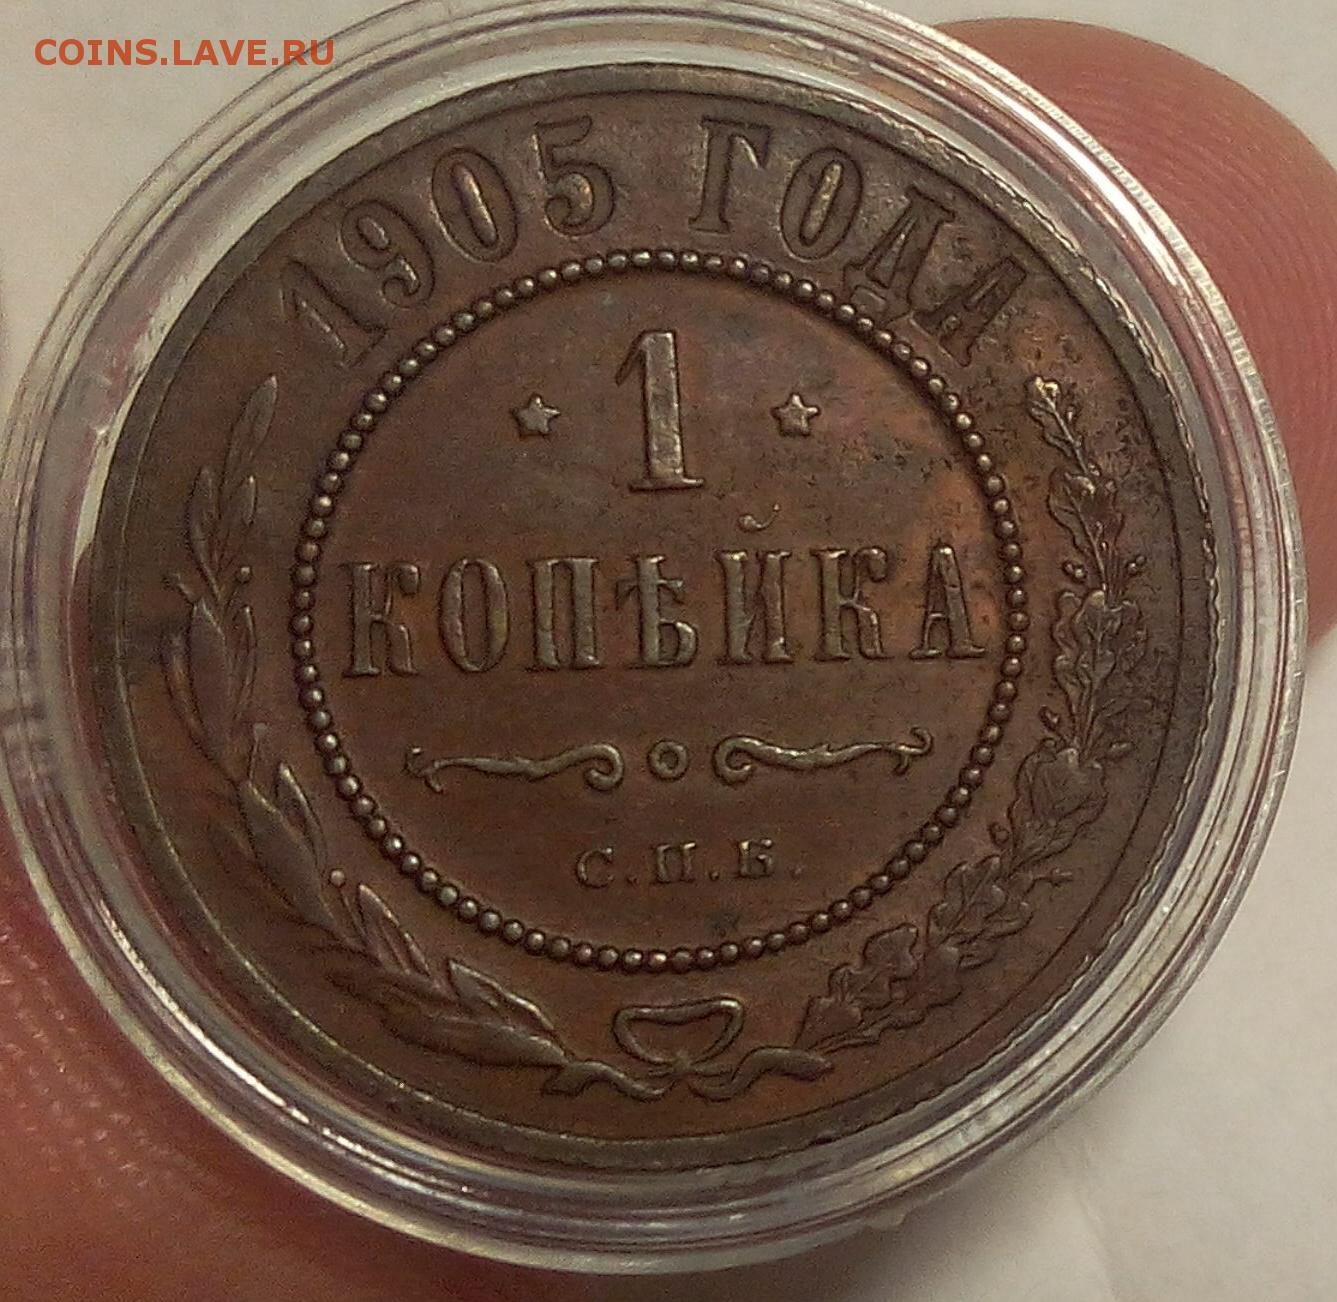 COINS.LAVE.RU
1905 ГОДА
1
КОПѢЙКА
С.П.Б.